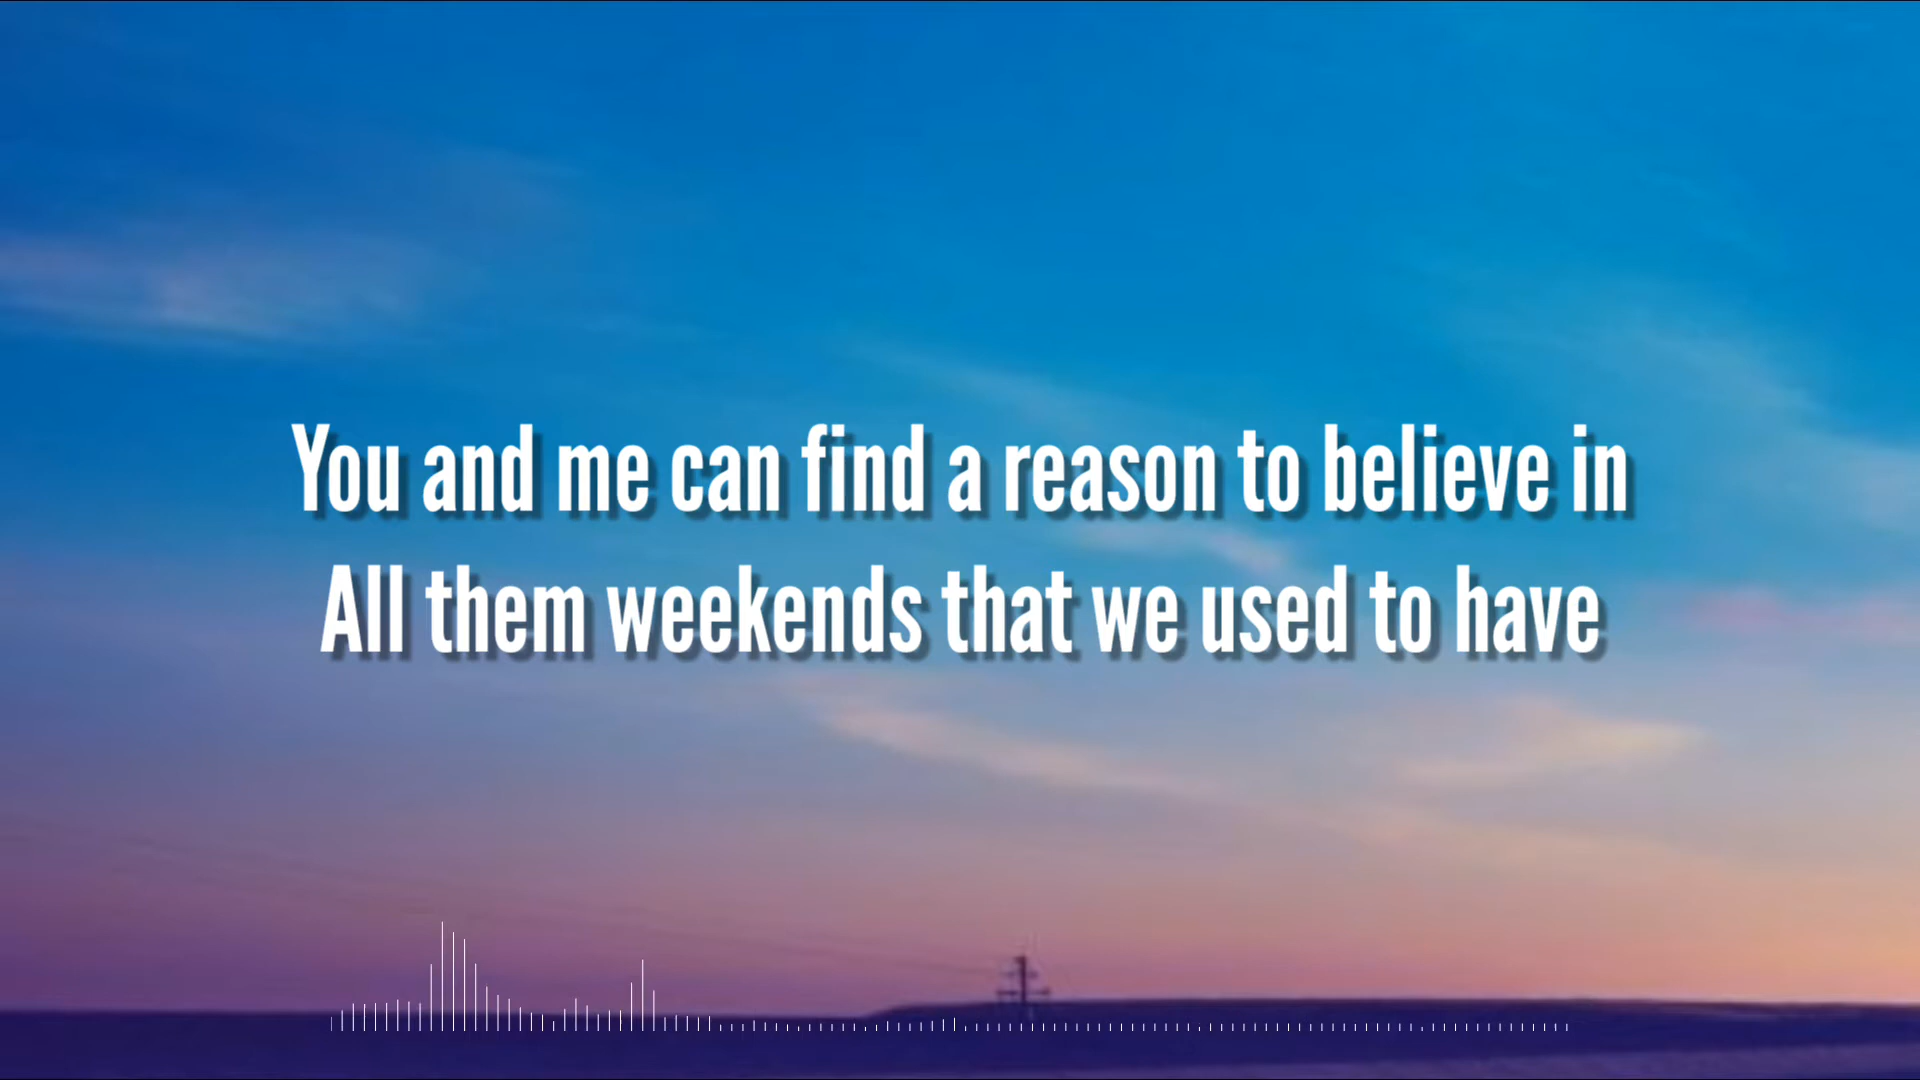 You and me can find a reason to believe in
All them weekends that we used to have